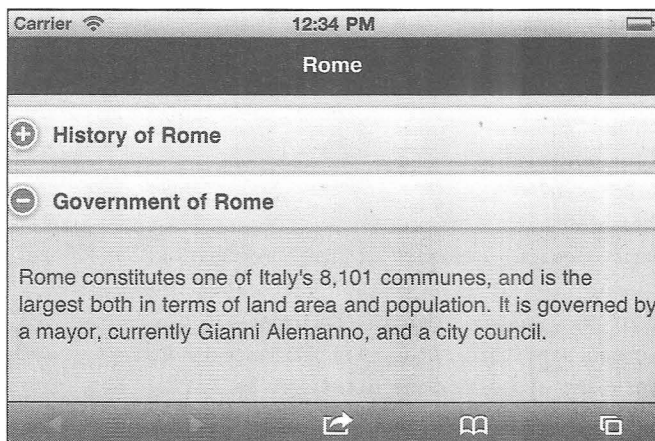 Carrier 12:34 PM
Rome
History of Rome
Government of Rome
Rome constitutes one of Italy's 8,101 communes, and is the
largest both in terms of land area and population. It is governed by
a mayor, currently Gianni Alemanno, and a city council.